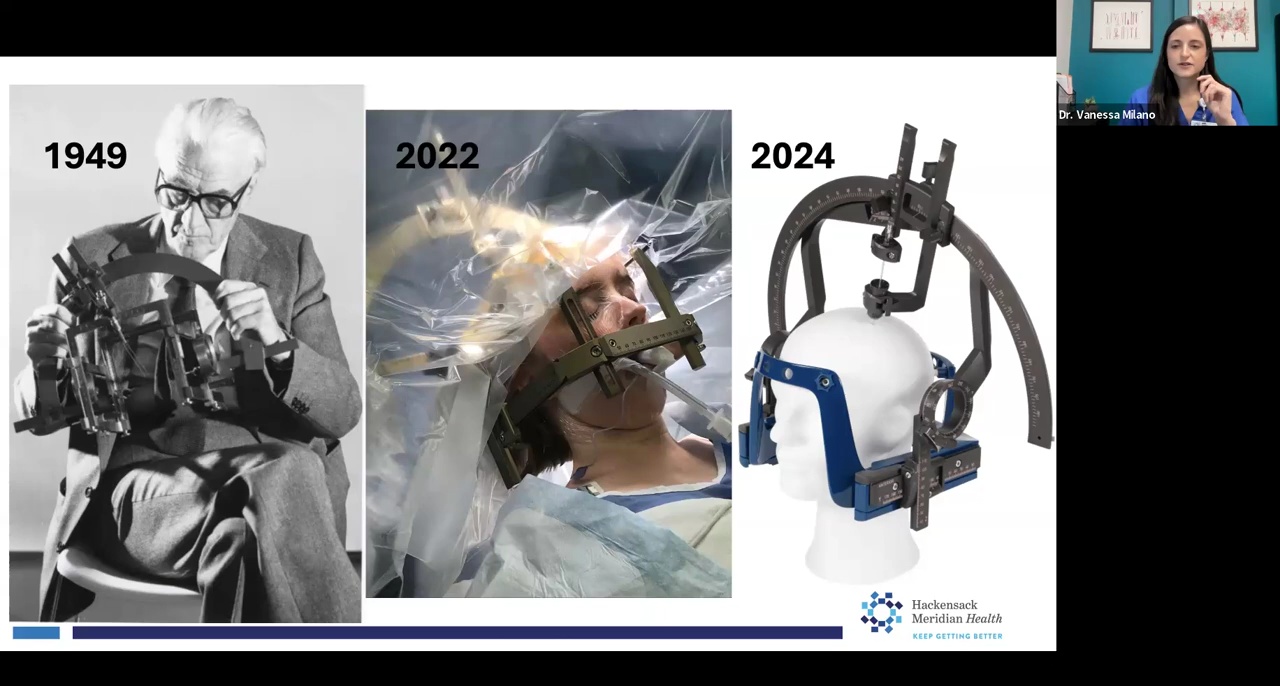 1949
2022
2024
Dr. Vanessa Milano
Hackensack
Meridian Health
KEEP GETTING BETTER